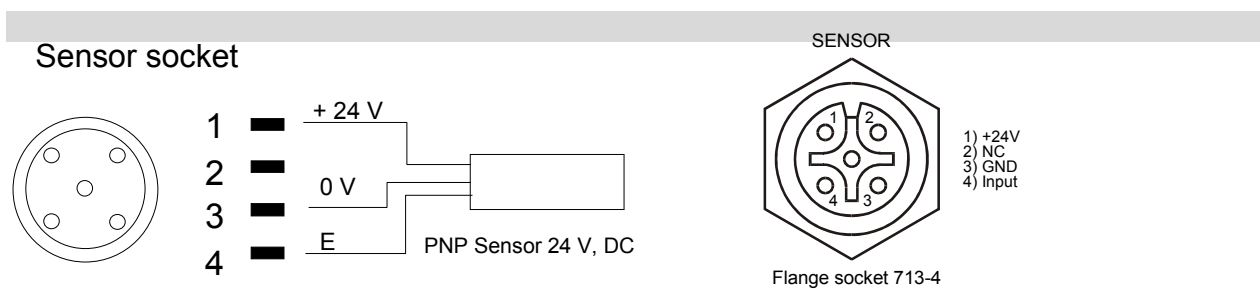 Sensor socket
1
+ 24 V
2
0 V
3
E
4
PNP Sensor 24 V, DC
SENSOR
1 2
4 3
1) +24V
2) NC
3) GND
4) Input
Flange socket 713-4